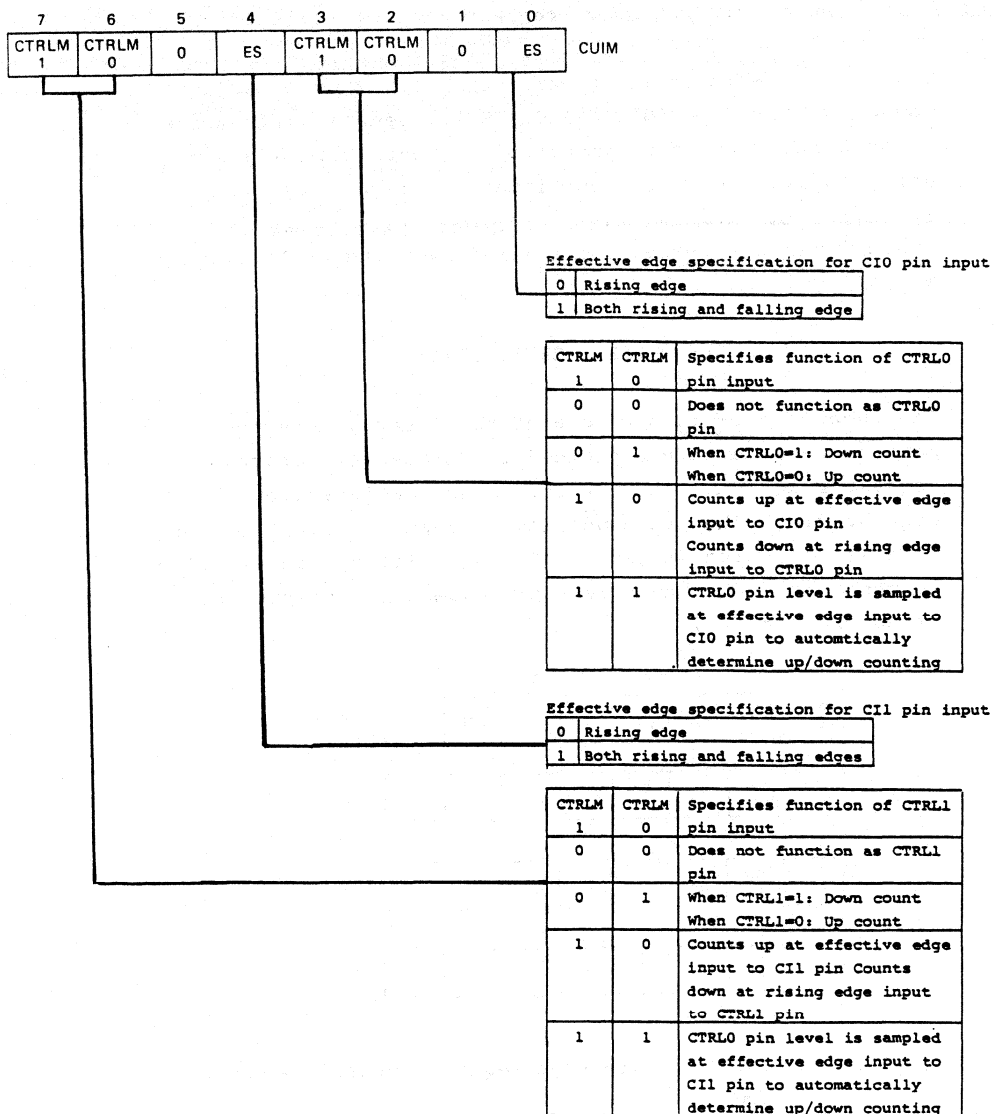 7 6 5 4 3 2 1 0
CTRLM CTRLM 0 ES CTRLM CTRLM 0 ES CUIM
1 0 1 0
Effective edge specification for CI0 pin input
0 Rising edge
1 Both rising and falling edge
CTRLM CTRLM Specifies function of CTRL0
1 0 pin input
0 0 Does not function as CTRL0
pin
0 1 When CTRL0=1: Down count
When CTRL0=0: Up count
1 0 Counts up at effective edge
input to CI0 pin
Counts down at rising edge
input to CTRL0 pin
1 1 CTRL0 pin level is sampled
at effective edge input to
CI0 pin to automtically
determine up/down counting
Effective edge specification for CI1 pin input
0 Rising edge
1 Both rising and falling edges
CTRLM CTRLM Specifies function of CTRL1
1 0 pin input
0 0 Does not function as CTRL1
pin
0 1 When CTRL1=1: Down count
When CTRL1=0: Up count
1 0 Counts up at effective edge
input to CI1 pin Counts
down at rising edge input
to CTRL1 pin
1 1 CTRL0 pin level is sampled
at effective edge input to
CI1 pin to automatically
determine up/down counting